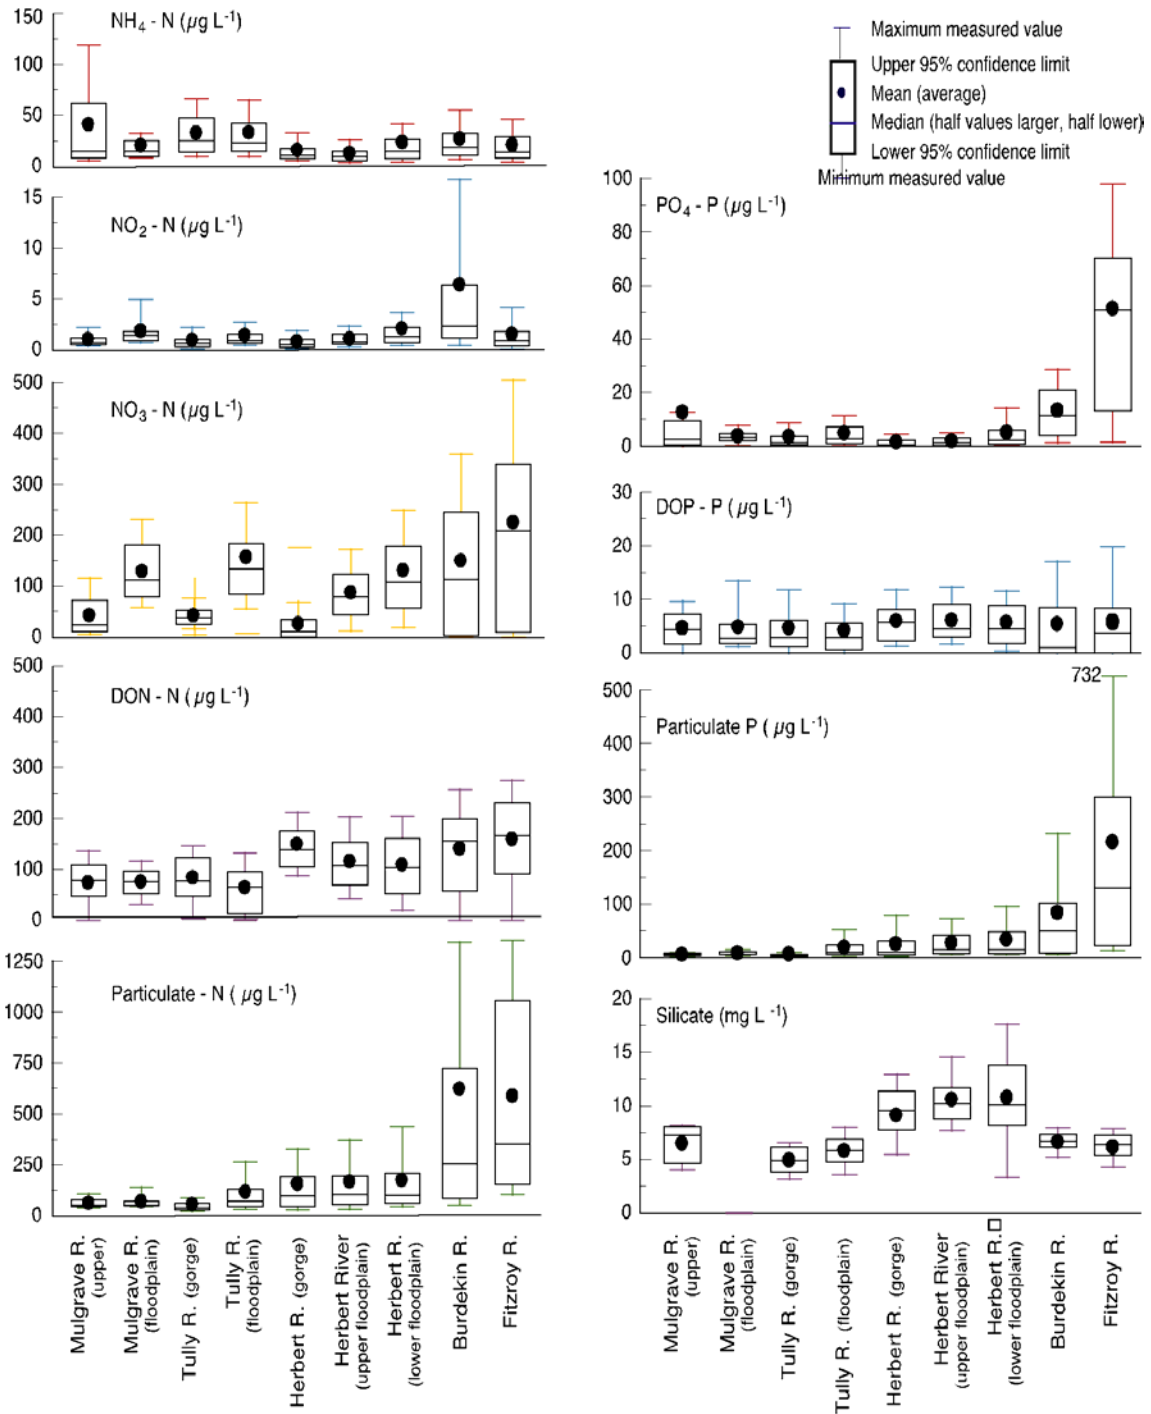 NH4 - N (µg L-1)
150
100
50
0
NO2 - N (µg L-1)
15
10
5
0
NO3 - N (µg L-1)
500
400
300
200
100
0
DON - N (µg L-1)
500
400
300
200
100
0
Particulate - N (µg L-1)
1250
1000
750
500
250
0
Mulgrave R.
(upper)
Mulgrave R.
(floodplain)
Tully R. (gorge)
Tully R.
(floodplain)
Herbert R. (gorge)
Herbert River
(upper floodplain)
Herbert R.
(lower floodplain)
Burdekin R.
Fitzroy R.
Maximum measured value
Upper 95% confidence limit
Mean (average)
Median (half values larger, half lower)
Lower 95% confidence limit
Minimum measured value
PO4 - P (µg L-1)
100
80
60
40
20
0
DOP - P (µg L-1)
30
20
10
0
732
Particulate P (µg L-1)
500
400
300
200
100
0
Silicate (mg L -1)
20
15
10
5
0
Mulgrave R.
(upper)
Mulgrave R.
(floodplain)
Tully R. (gorge)
Tully R. (floodplain)
Herbert R. (gorge)
Herbert River
(upper floodplain)
Herbert R.
(lower floodplain)
Burdekin R.
Fitzroy R.